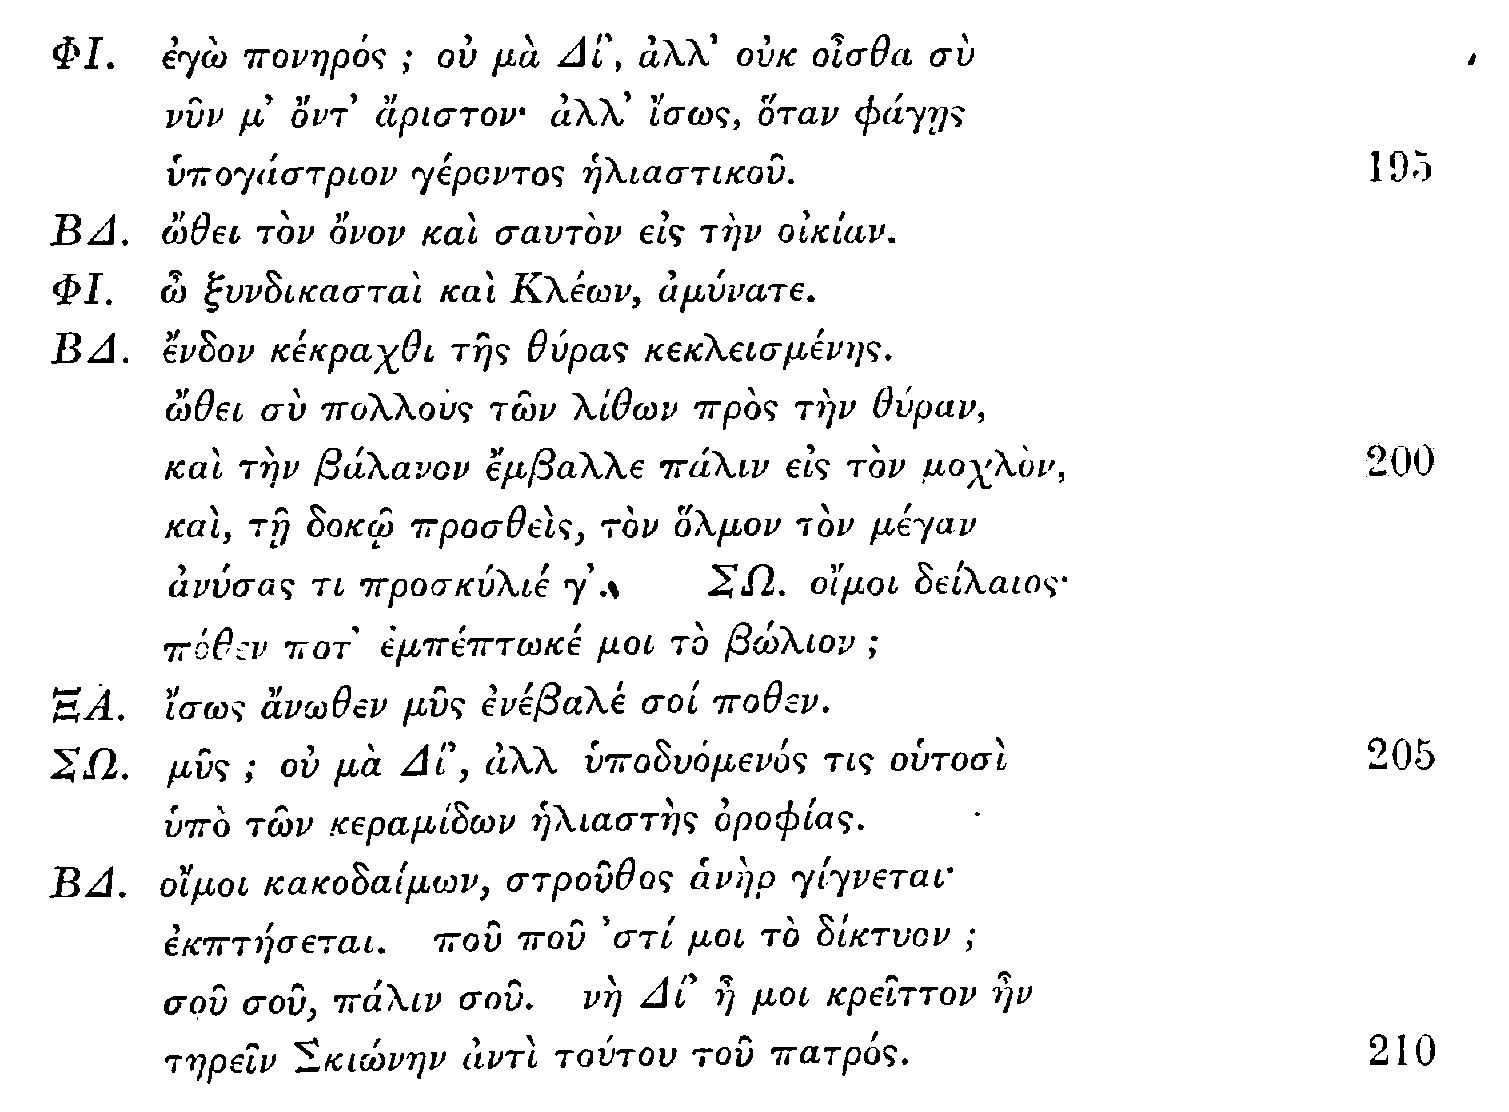 ΦΙ. ἐγὼ πονηρός ; οὐ μὰ Δί’, ἀλλ’ οὐκ οἶσθα σὺ
νῦν μ’ ὄντ’ ἄριστον· ἀλλ’ ἴσως, ὅταν φάγῃς
ὑπογάστριον γέροντος ἡλιαστικοῦ. 195
ΒΔ. ὤθει τὸν ὄνον καὶ σαυτὸν εἰς τὴν οἰκίαν.
ΦΙ. ὦ ξυνδικασταὶ καὶ Κλέων, ἀμύνατε.
ΒΔ. ἔνδον κέκραχθι τῆς θύρας κεκλεισμένης.
ὤθει σὺ πολλοὺς τῶν λίθων πρὸς τὴν θύραν,
καὶ τὴν βάλανον ἔμβαλλε πάλιν εἰς τὸν μοχλὸν, 200
καὶ, τῇ δοκῷ προσθεὶς, τὸν ὅλμον τὸν μέγαν
ἀνύσας τι προσκύλιέ γ’. ΣΩ. οἴμοι δείλαιος·
πόθεν ποτ’ ἐμπέπτωκέ μοι τὸ βώλιον ;
ΞΑ. ἴσως ἄνωθεν μῦς ἐνέβαλέ σοί ποθεν.
ΣΩ. μῦς ; οὐ μὰ Δί’, ἀλλ ὑποδυόμενός τις οὑτοσὶ 205
ὑπὸ τῶν κεραμίδων ἡλιαστὴς ὀροφίας.
ΒΔ. οἴμοι κακοδαίμων, στροῦθος ἁνὴρ γίγνεται·
ἐκπτήσεται. ποῦ ποῦ ’στί μοι τὸ δίκτυον ;
σοῦ σοῦ, πάλιν σοῦ. νὴ Δί’ ἦ μοι κρεῖττον ἦν
τηρεῖν Σκιώνην ἀντὶ τούτου τοῦ πατρός. 210